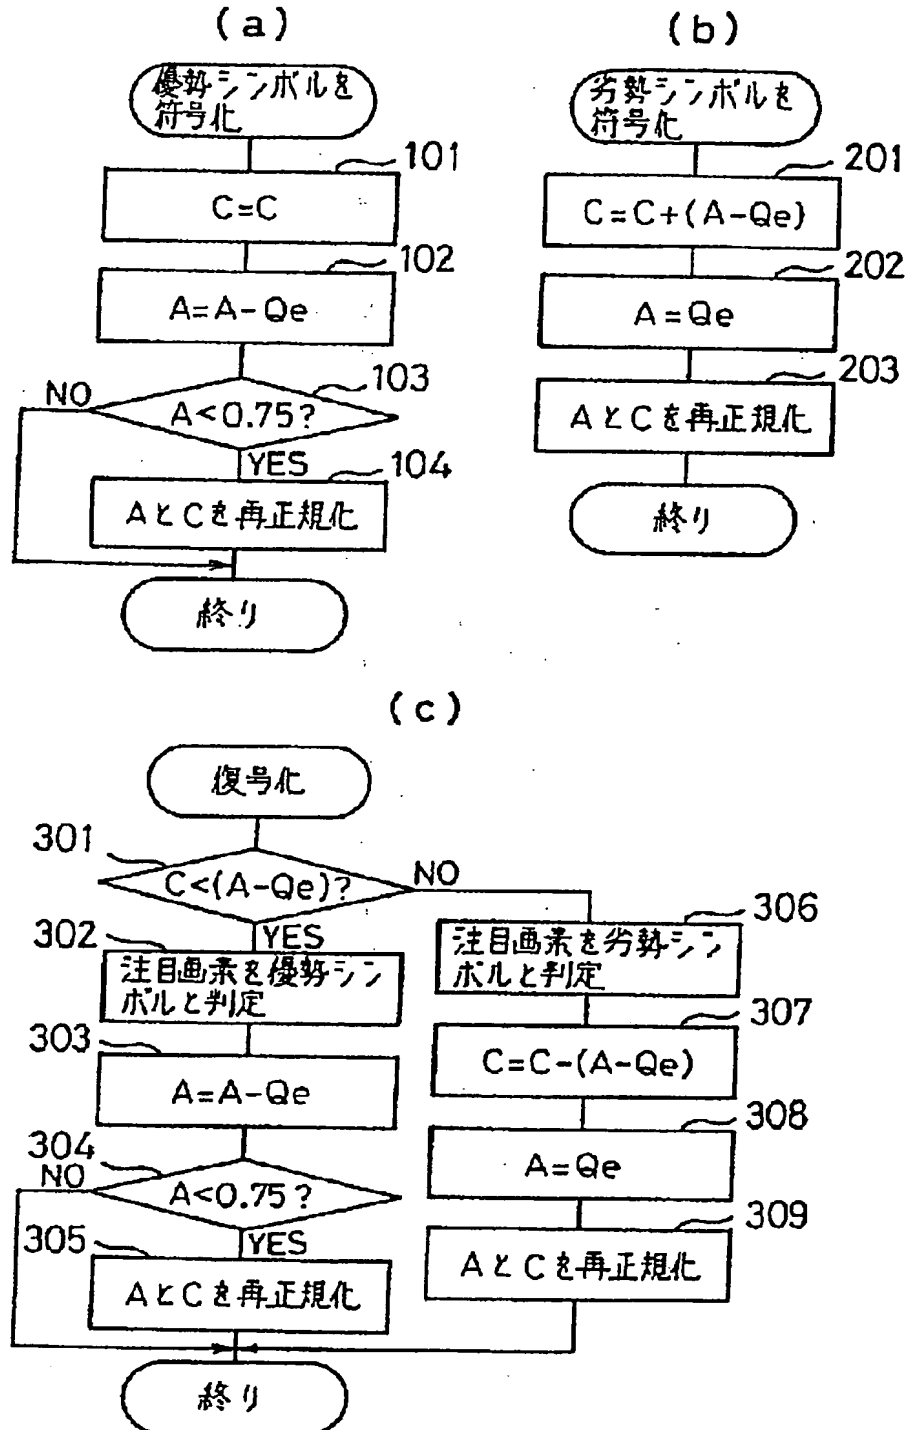 (a)
優勢シンボルを
符号化
101
C=C
102
A=A-Qe
103
NO
A<0.75?
YES
104
AとCを再正規化
終り
(b)
劣勢シンボルを
符号化
201
C=C+(A-Qe)
202
A=Qe
203
AとCを再正規化
終り
(c)
復号化
301
C<(A-Qe)?
NO
YES
302
注目画素を優勢シン
ボルと判定
303
A=A-Qe
304
NO
A<0.75?
YES
305
AとCを再正規化
306
注目画素を劣勢シン
ボルと判定
307
C=C-(A-Qe)
308
A=Qe
309
AとCを再正規化
終り